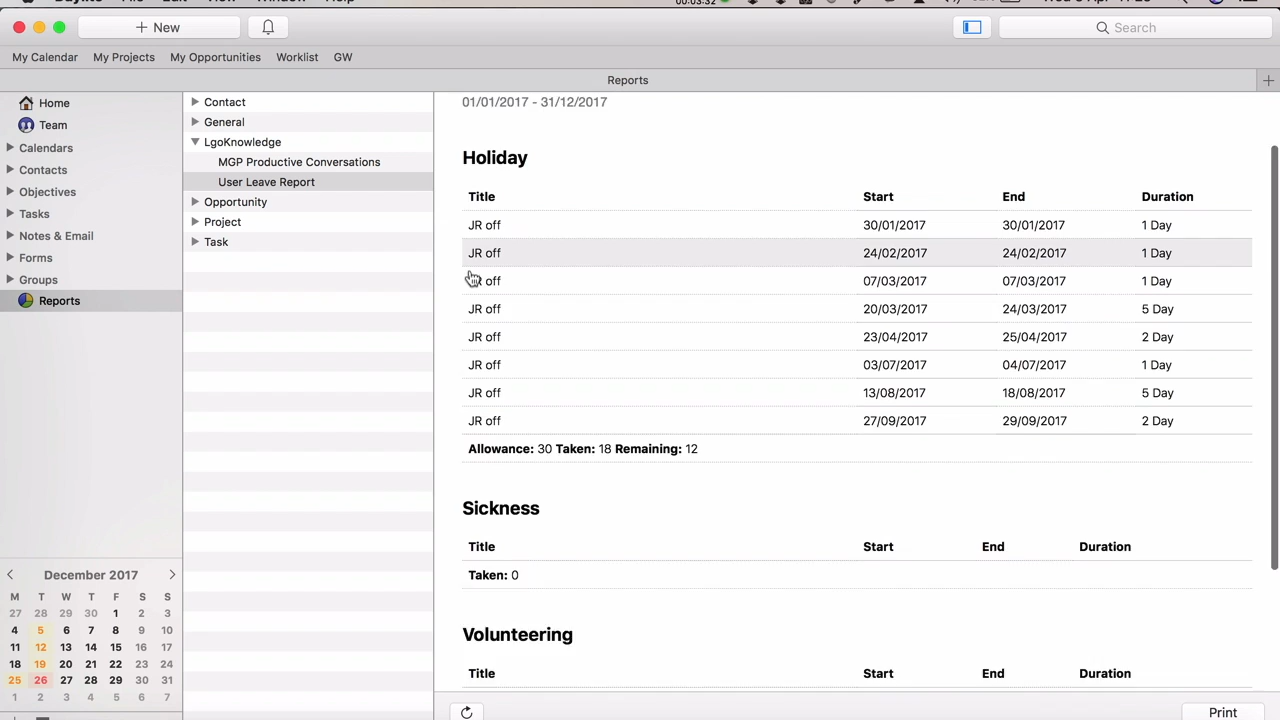 00:03:32
+ New
Search
My Calendar My Projects My Opportunities Worklist GW
Reports
Home
Team
Calendars
Contacts
Objectives
Tasks
Notes & Email
Forms
Groups
Reports
December 2017
M T W T F S S
27 28 29 30 1 2 3
4 5 6 7 8 9 10
11 12 13 14 15 16 17
18 19 20 21 22 23 24
25 26 27 28 29 30 31
1 2 3 4 5 6 7
Contact
General
LgoKnowledge
MGP Productive Conversations
User Leave Report
Opportunity
Project
Task
01/01/2017 - 31/12/2017
Holiday
Title Start End Duration
JR off 30/01/2017 30/01/2017 1 Day
JR off 24/02/2017 24/02/2017 1 Day
off 07/03/2017 07/03/2017 1 Day
JR off 20/03/2017 24/03/2017 5 Day
JR off 23/04/2017 25/04/2017 2 Day
JR off 03/07/2017 04/07/2017 1 Day
JR off 13/08/2017 18/08/2017 5 Day
JR off 27/09/2017 29/09/2017 2 Day
Allowance: 30 Taken: 18 Remaining: 12
Sickness
Title Start End Duration
Taken: 0
Volunteering
Title Start End Duration
Print